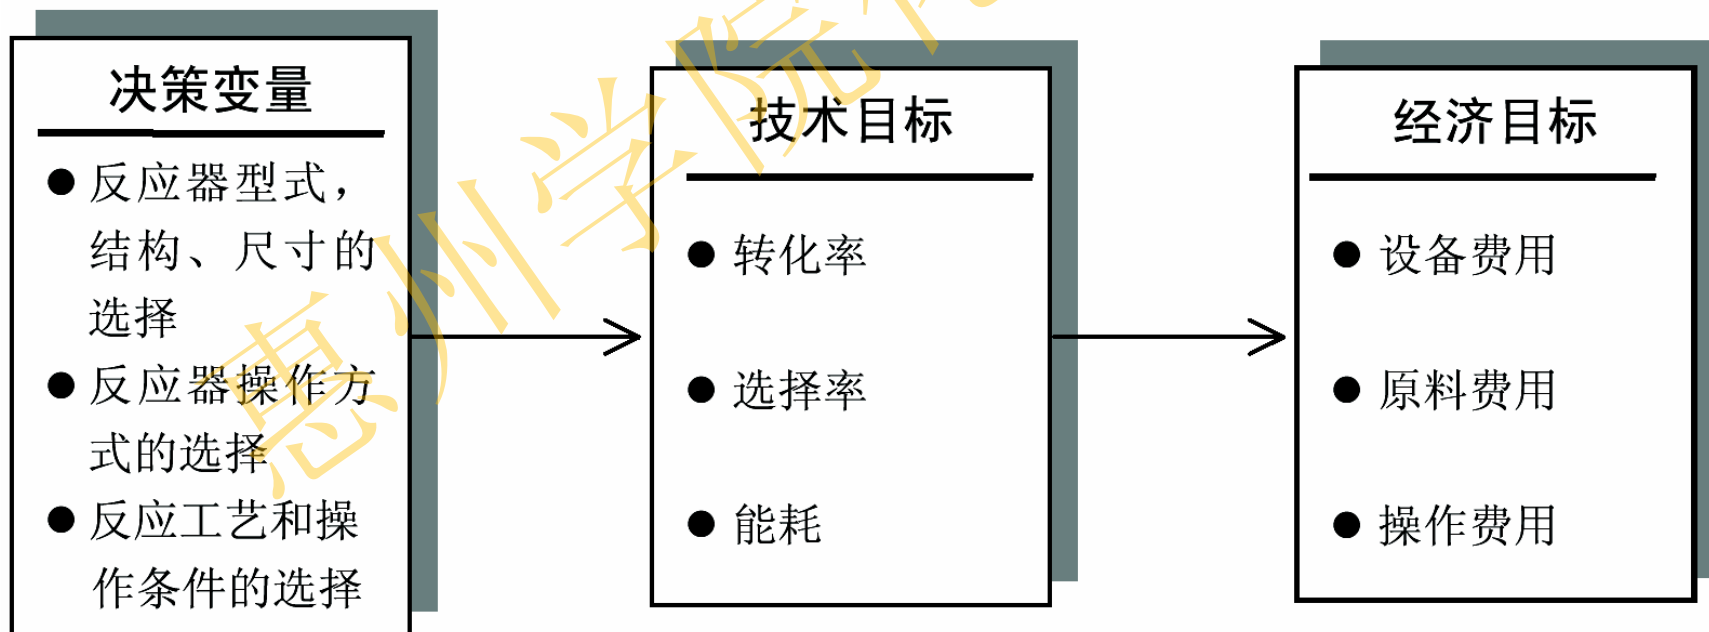 决策变量
● 反应器型式，
结构、尺寸的
选择
● 反应器操作方
式的选择
● 反应工艺和操
作条件的选择
技术目标
● 转化率
● 选择率
● 能耗
经济目标
● 设备费用
● 原料费用
● 操作费用
惠州学院